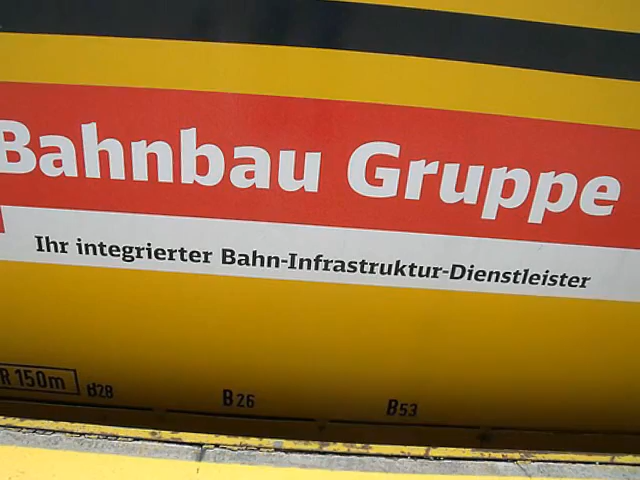 Bahnbau Gruppe
Ihr integrierter Bahn-Infrastruktur-Dienstleister
R 150m B28 B26 B53